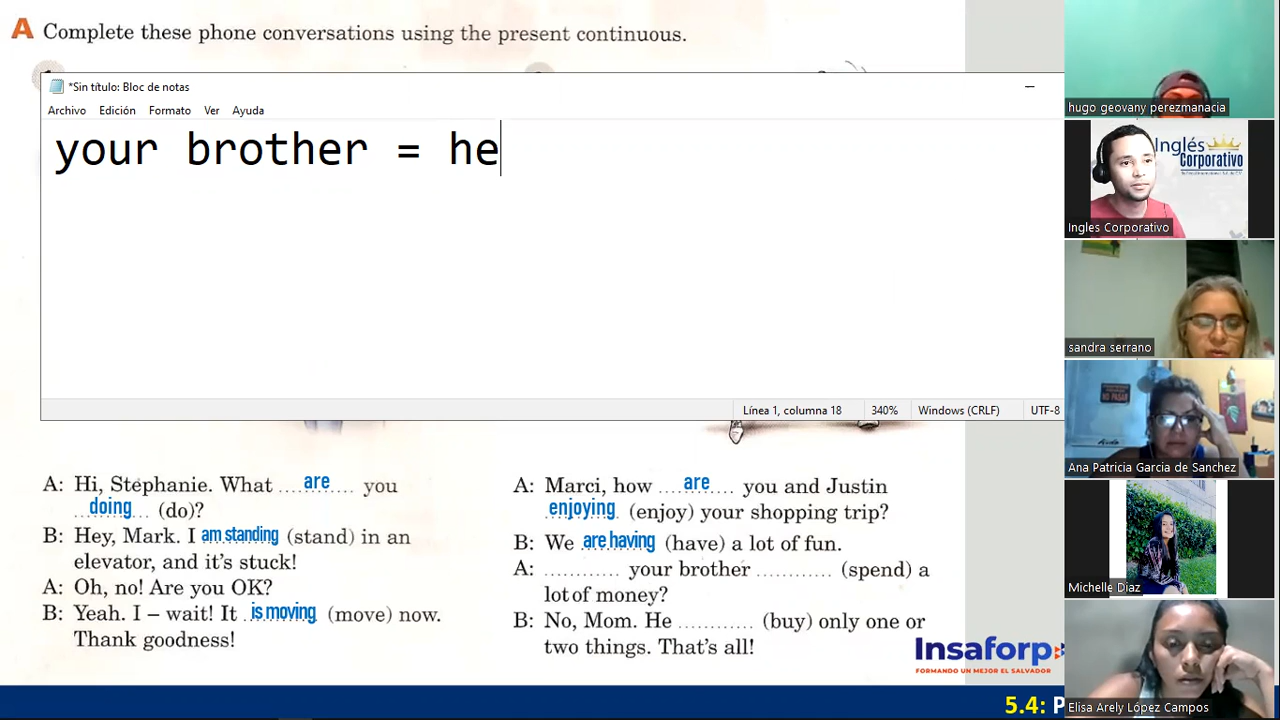 A Complete these phone conversations using the present continuous.
*Sin título: Bloc de notas
Archivo Edición Formato Ver Ayuda
your brother = he
Línea 1, columna 18 340% Windows (CRLF) UTF-8
A: Hi, Stephanie. What are you
doing (do)?
B: Hey, Mark. I am standing (stand) in an
elevator, and it's stuck!
A: Oh, no! Are you OK?
B: Yeah. I – wait! It is moving (move) now.
Thank goodness!
A: Marci, how are you and Justin
enjoying (enjoy) your shopping trip?
B: We are having (have) a lot of fun.
A: ............ your brother ............ (spend) a
lot of money?
B: No, Mom. He ............ (buy) only one or
two things. That's all!
Insaforp
FORMANDO UN MEJOR EL SALVADOR
5.4: P
hugo geovany perezmanacia
Inglés
Corporativo
Ingles Corporativo
sandra serrano
NO PASAR
Ana Patricia Garcia de Sanchez
Michelle Diaz
Elisa Arely López Campos